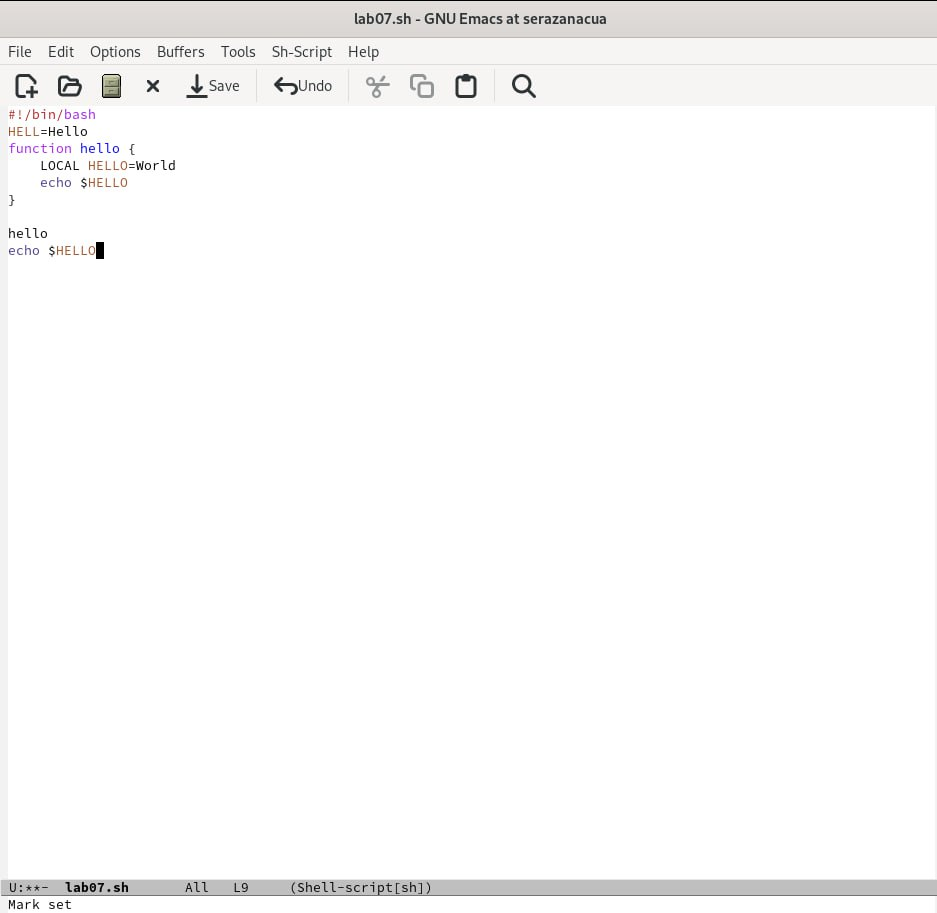 lab07.sh - GNU Emacs at serazanacua
File Edit Options Buffers Tools Sh-Script Help
Save Undo
#!/bin/bash
HELL=Hello
function hello {
    LOCAL HELLO=World
    echo $HELLO
}
hello
echo $HELLO
U:**-  lab07.sh       All   L9     (Shell-script[sh])
Mark set